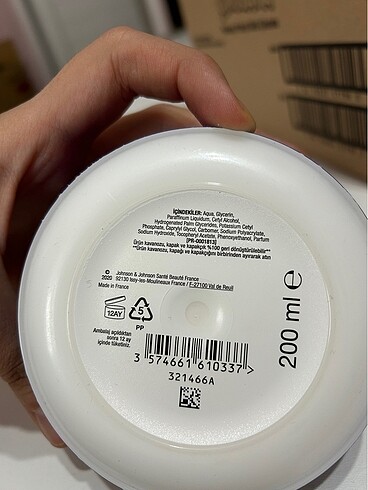 İÇİNDEKİLER: Aqua, Glycerin,
Paraffinum Liquidum, Cetyl Alcohol,
Hydrogenated Palm Glycerides, Potassium Cetyl
Phosphate, Caprylyl Glycol, Carbomer, Sodium Polyacrylate,
Sodium Hydroxide, Tocopheryl Acetate, Phenoxyethanol, Parfum
[PR-0001813]
Ürün kavanozu, kapak ve kapakçık %100 geri dönüştürülebilir**
**Ürün kavanozu, kapağı ve kapakçığını birbirinden ayırarak atın
© Johnson & Johnson Santé Beauté France
2020 92130 Issy-les-Moulineaux France / F-27100 Val de Reuil
Made in France
12AY
5
PP
Ambalaj açıldıktan
sonra 12 ay
içinde tüketiniz.
200 ml e
3 574661 610337 >
321466A